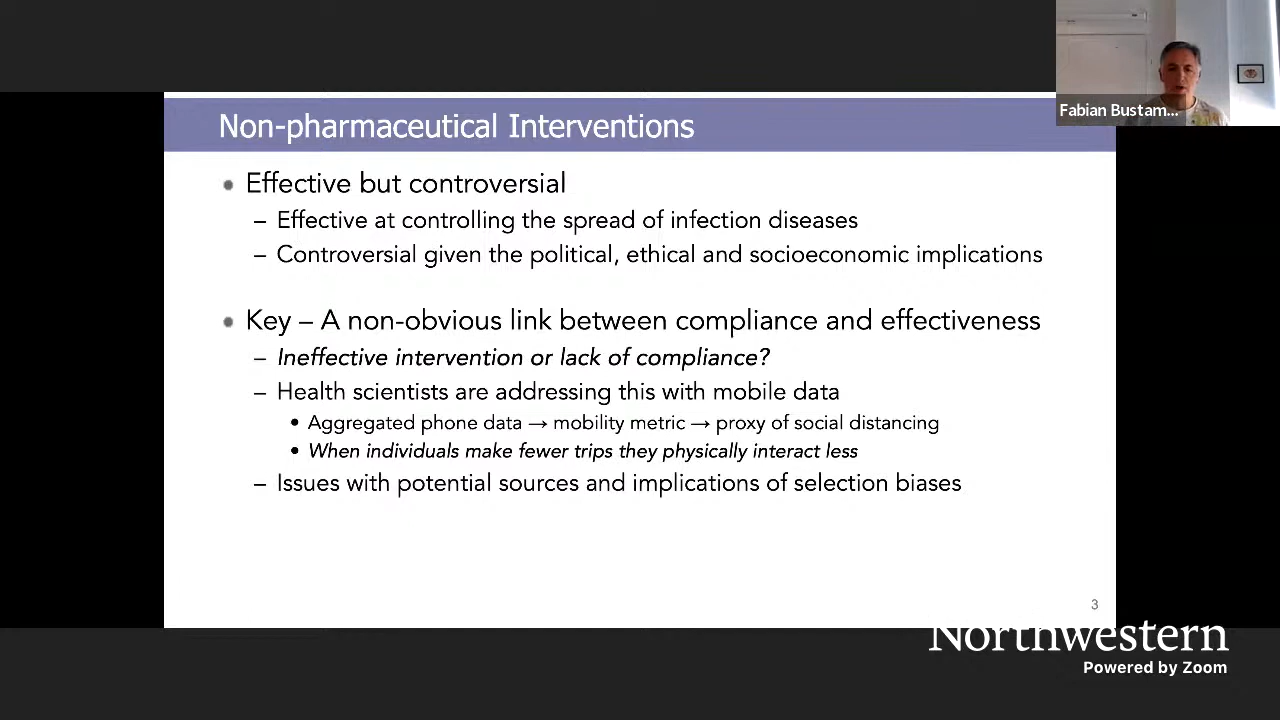 Fabian Bustam...
Non-pharmaceutical Interventions
• Effective but controversial
– Effective at controlling the spread of infection diseases
– Controversial given the political, ethical and socioeconomic implications
• Key – A non-obvious link between compliance and effectiveness
– Ineffective intervention or lack of compliance?
– Health scientists are addressing this with mobile data
• Aggregated phone data → mobility metric → proxy of social distancing
• When individuals make fewer trips they physically interact less
– Issues with potential sources and implications of selection biases
3
Northwestern
Powered by Zoom